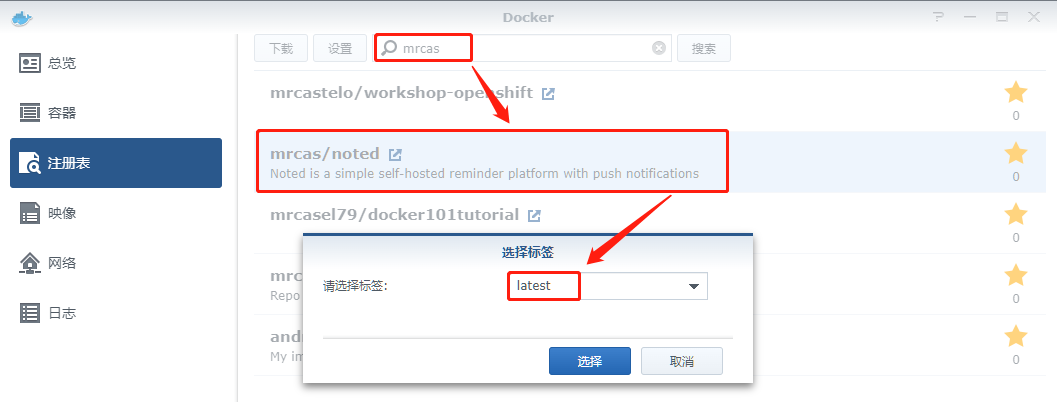 Docker
总览
容器
注册表
映像
网络
日志
下载 设置 mrcas 搜索
mrcastelo/workshop-openshift
0
mrcas/noted
Noted is a simple self-hosted reminder platform with push notifications
0
mrcasel79/docker101tutorial
0
mrc
Repo
0
and
My im
0
选择标签
请选择标签:
latest
选择 取消